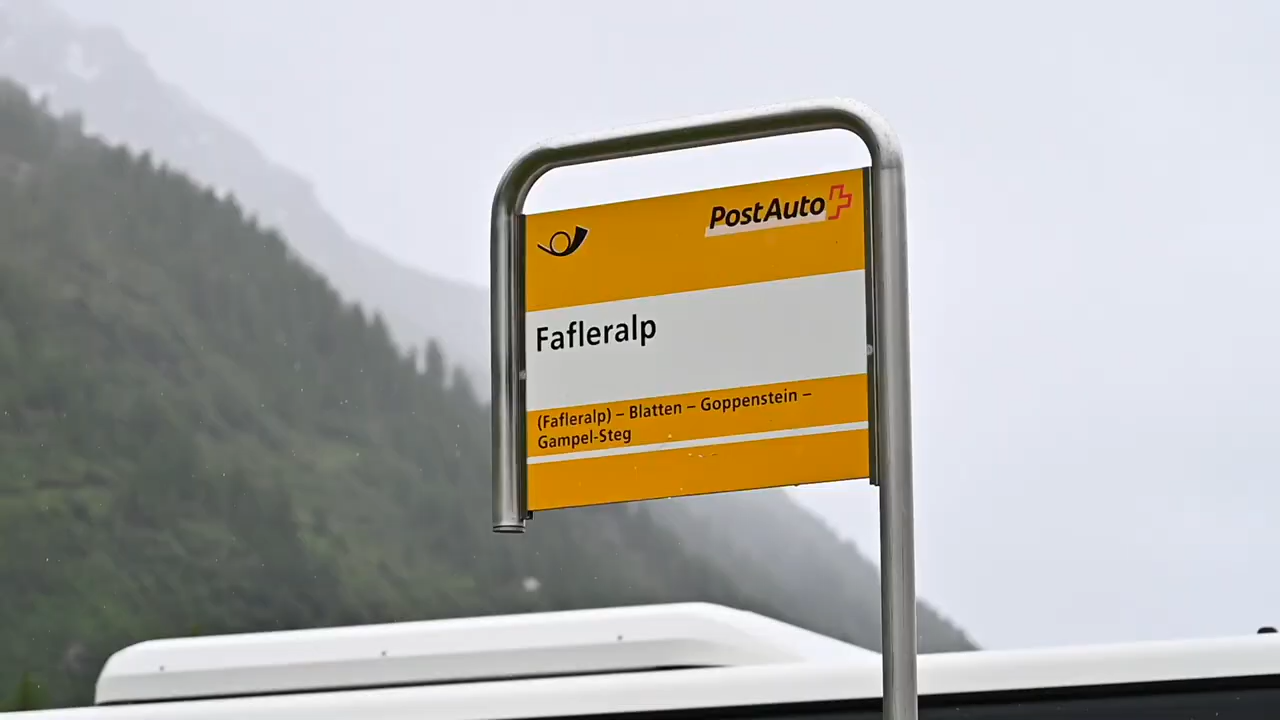 PostAuto
Fafleralp
(Fafleralp) – Blatten – Goppenstein –
Gampel-Steg